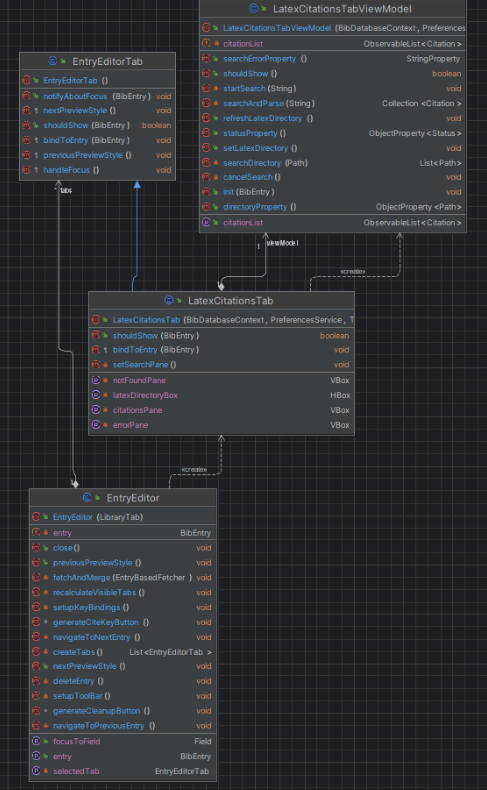 LatexCitationsTabViewModel
LatexCitationsTabViewModel (BibDatabaseContext, Preferences
citationList ObservableList<Citation>
searchErrorProperty () StringProperty
shouldShow () boolean
startSearch (String) void
searchAndParse (String) Collection <Citation>
refreshLatexDirectory () void
statusProperty () ObjectProperty<Status>
setLatexDirectory () void
searchDirectory (Path) List<Path>
cancelSearch () void
init (BibEntry) void
directoryProperty () ObjectProperty <Path>
citationList ObservableList <Citation>
EntryEditorTab
EntryEditorTab ()
notifyAboutFocus (BibEntry) void
nextPreviewStyle () void
shouldShow (BibEntry) boolean
bindToEntry (BibEntry) void
previousPreviewStyle () void
handleFocus () void
* tabs
viewModel
1
«create»
1
LatexCitationsTab
LatexCitationsTab (BibDatabaseContext, PreferencesService, T
shouldShow (BibEntry) boolean
bindToEntry (BibEntry) void
setSearchPane () void
notFoundPane VBox
latexDirectoryBox HBox
citationsPane VBox
errorPane VBox
«create»
1
EntryEditor
EntryEditor (LibraryTab)
entry BibEntry
close () void
previousPreviewStyle () void
fetchAndMerge (EntryBasedFetcher) void
recalculateVisibleTabs () void
setupKeyBindings () void
generateCiteKeyButton () void
navigateToNextEntry () void
createTabs () List<EntryEditorTab >
nextPreviewStyle () void
deleteEntry () void
setupToolBar () void
generateCleanupButton () void
navigateToPreviousEntry () void
focusToField Field
entry BibEntry
selectedTab EntryEditorTab